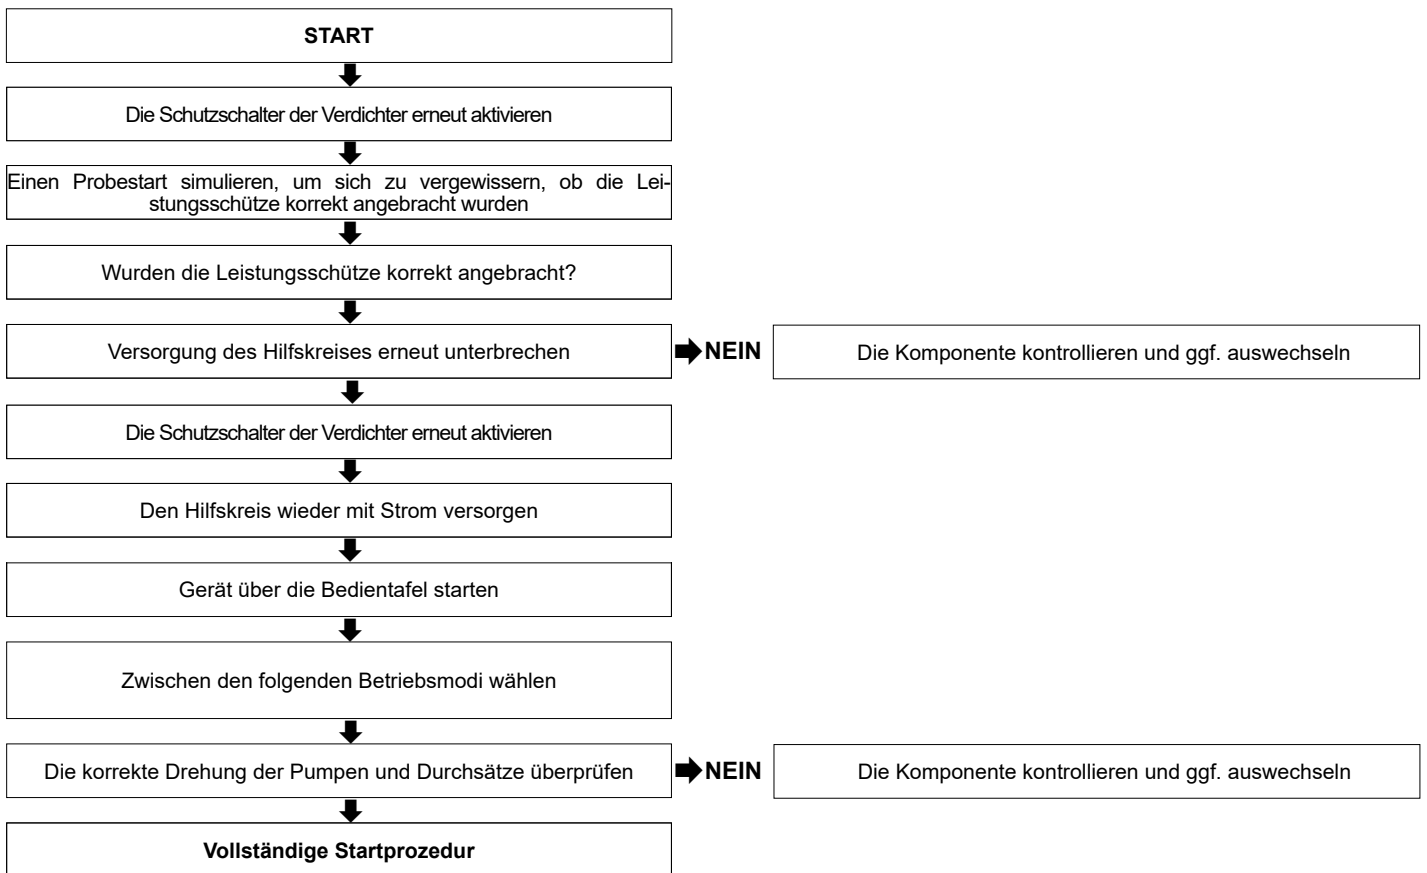 START
Die Schutzschalter der Verdichter erneut aktivieren
Einen Probestart simulieren, um sich zu vergewissern, ob die Lei-
stungsschütze korrekt angebracht wurden
Wurden die Leistungsschütze korrekt angebracht?
Versorgung des Hilfskreises erneut unterbrechen
NEIN
Die Komponente kontrollieren und ggf. auswechseln
Die Schutzschalter der Verdichter erneut aktivieren
Den Hilfskreis wieder mit Strom versorgen
Gerät über die Bedientafel starten
Zwischen den folgenden Betriebsmodi wählen
Die korrekte Drehung der Pumpen und Durchsätze überprüfen
NEIN
Die Komponente kontrollieren und ggf. auswechseln
Vollständige Startprozedur